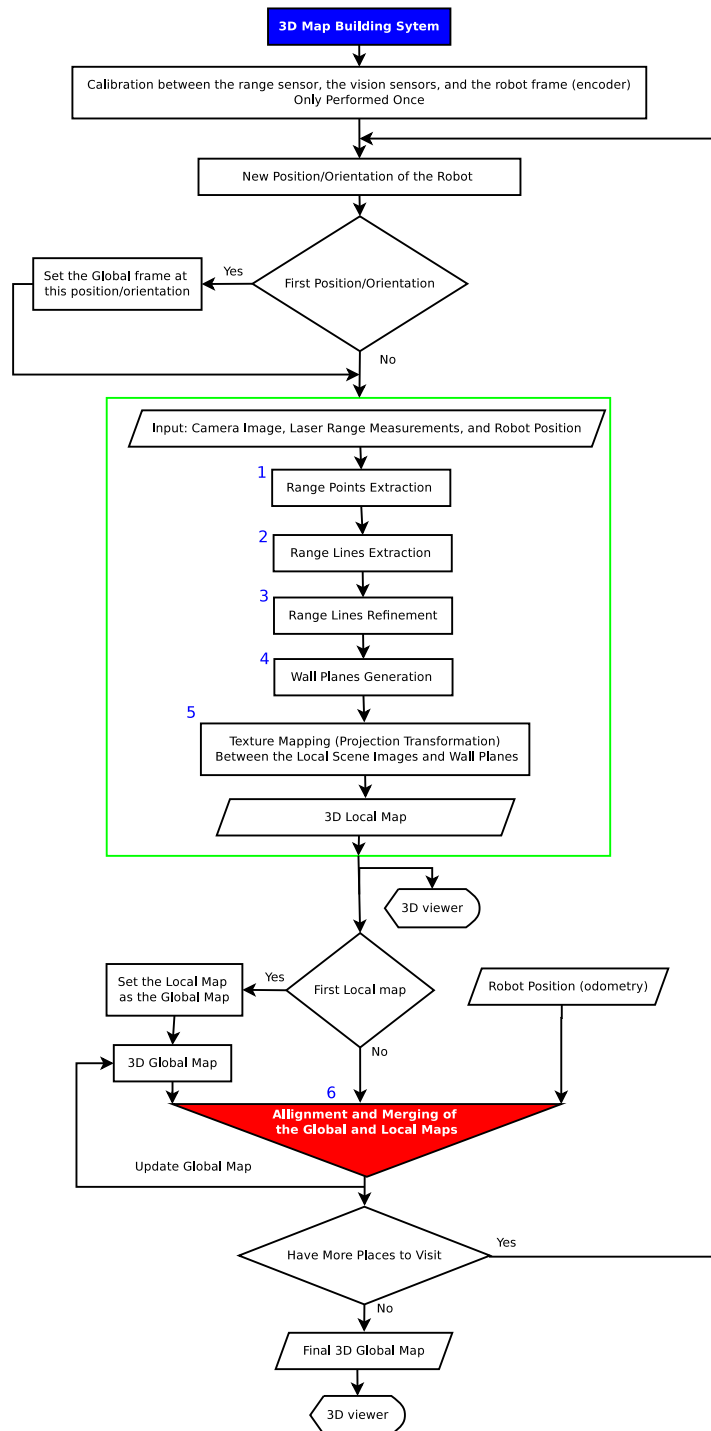 3D Map Building Sytem
Calibration between the range sensor, the vision sensors, and the robot frame (encoder)
Only Performed Once
New Position/Orientation of the Robot
First Position/Orientation
Yes
Set the Global frame at
this position/orientation
No
Input: Camera Image, Laser Range Measurements, and Robot Position
1
Range Points Extraction
2
Range Lines Extraction
3
Range Lines Refinement
4
Wall Planes Generation
5
Texture Mapping (Projection Transformation)
Between the Local Scene Images and Wall Planes
3D Local Map
3D viewer
First Local map
Yes
Set the Local Map
as the Global Map
Robot Position (odometry)
3D Global Map
No
6
Allignment and Merging of
the Global and Local Maps
Update Global Map
Have More Places to Visit
Yes
No
Final 3D Global Map
3D viewer